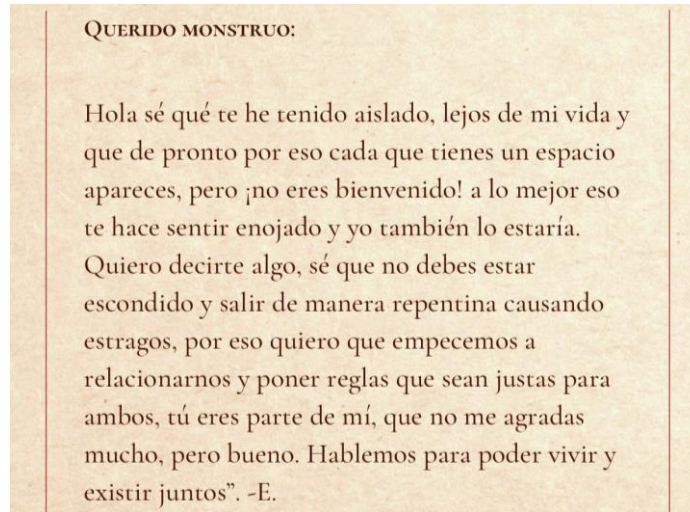 QUERIDO MONSTRUO:
Hola sé qué te he tenido aislado, lejos de mi vida y
que de pronto por eso cada que tienes un espacio
apareces, pero ¡no eres bienvenido! a lo mejor eso
te hace sentir enojado y yo también lo estaría.
Quiero decirte algo, sé que no debes estar
escondido y salir de manera repentina causando
estragos, por eso quiero que empecemos a
relacionarnos y poner reglas que sean justas para
ambos, tú eres parte de mí, que no me agradas
mucho, pero bueno. Hablemos para poder vivir y
existir juntos”. -E.